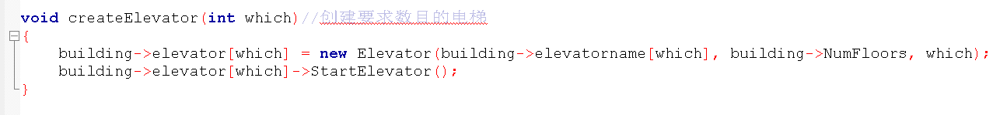 void createElevator(int which)//创建要求数目的电梯
{
building->elevator[which] = new Elevator(building->elevatorname[which], building->NumFloors, which);
building->elevator[which]->StartElevator();
}